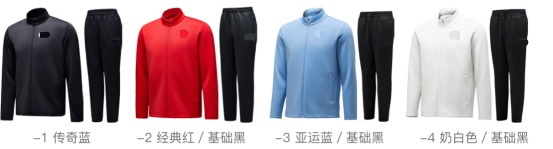 -1 传奇蓝
-2 经典红 / 基础黑
-3 亚运蓝 / 基础黑
-4 奶白色 / 基础黑